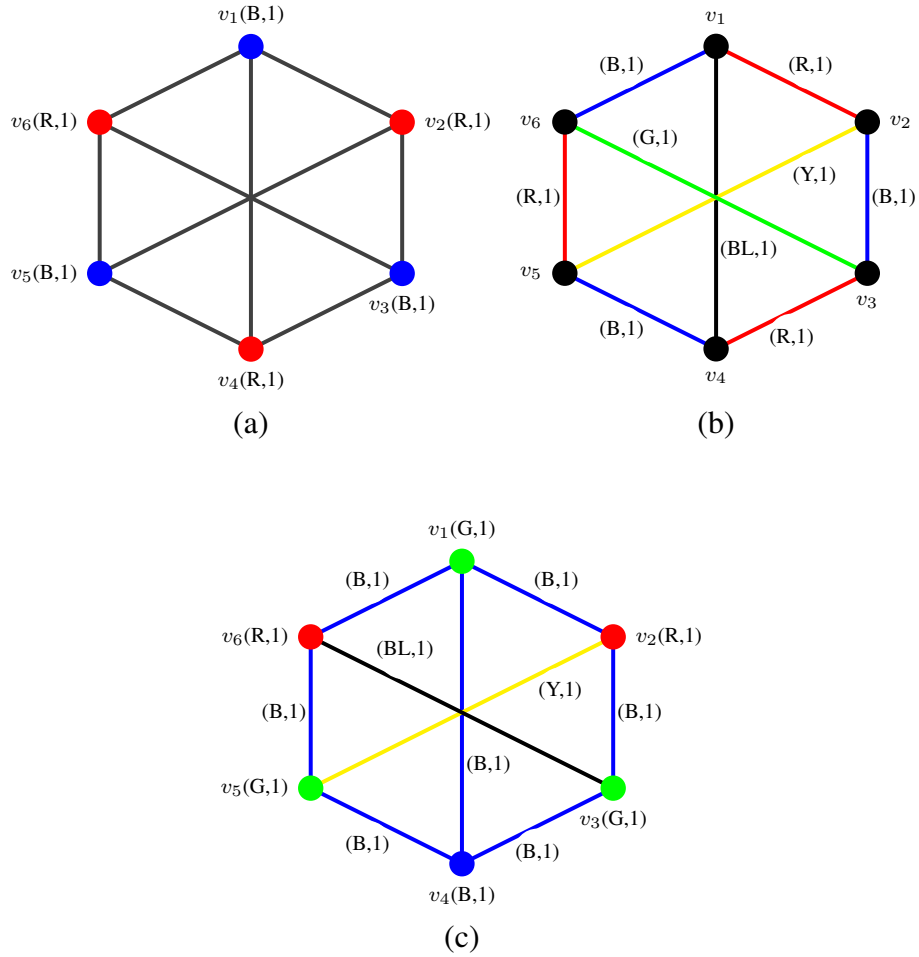 v₁(B,1)
v₆(R,1)
v₂(R,1)
v₅(B,1)
v₃(B,1)
v₄(R,1)
(a)
v₁
(B,1)
(R,1)
v₆
v₂
(G,1)
(Y,1)
(R,1)
(B,1)
(BL,1)
v₅
v₃
(B,1)
(R,1)
v₄
(b)
v₁(G,1)
(B,1)
(B,1)
v₆(R,1)
v₂(R,1)
(BL,1)
(Y,1)
(B,1)
(B,1)
(B,1)
v₅(G,1)
v₃(G,1)
(B,1)
(B,1)
v₄(B,1)
(c)